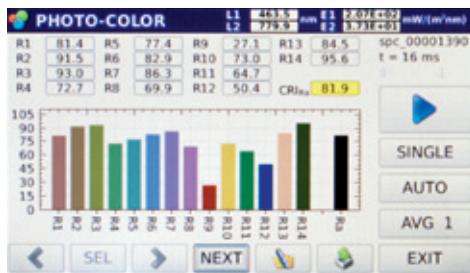 PHOTO-COLOR L1 463.5 nm E1 2.07E+02 mW/(m²nm)
L2 779.9 E2 3.73E+01
R1 81.4 R5 77.4 R9 27.1 R13 84.5 spc_00001390
R2 91.5 R6 82.9 R10 73.0 R14 95.6 t = 16 ms
R3 93.0 R7 86.3 R11 64.7
R4 72.7 R8 69.9 R12 50.4 CRIRa 81.9
105
90
75
60
45
30
15
0
R1 R2 R3 R4 R5 R6 R7 R8 R9 R10 R11 R12 R13 R14 Ra
SINGLE
AUTO
AVG 1
SEL NEXT EXIT